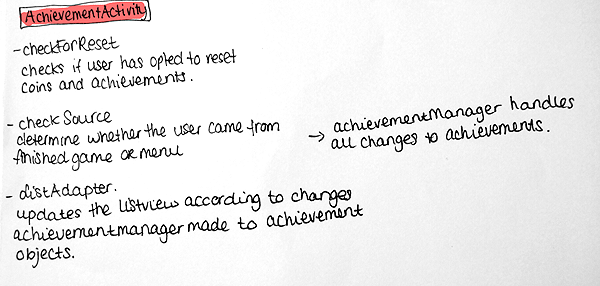 AchievementActivity
- checkForReset
checks if user has opted to reset
coins and achievements.
- check Source
determine whether the user came from
finished game or menu
→ achievementManager handles
all changes to achievements.
- listAdapter.
updates the listview according to changes
achievementmanager made to achievement
objects.